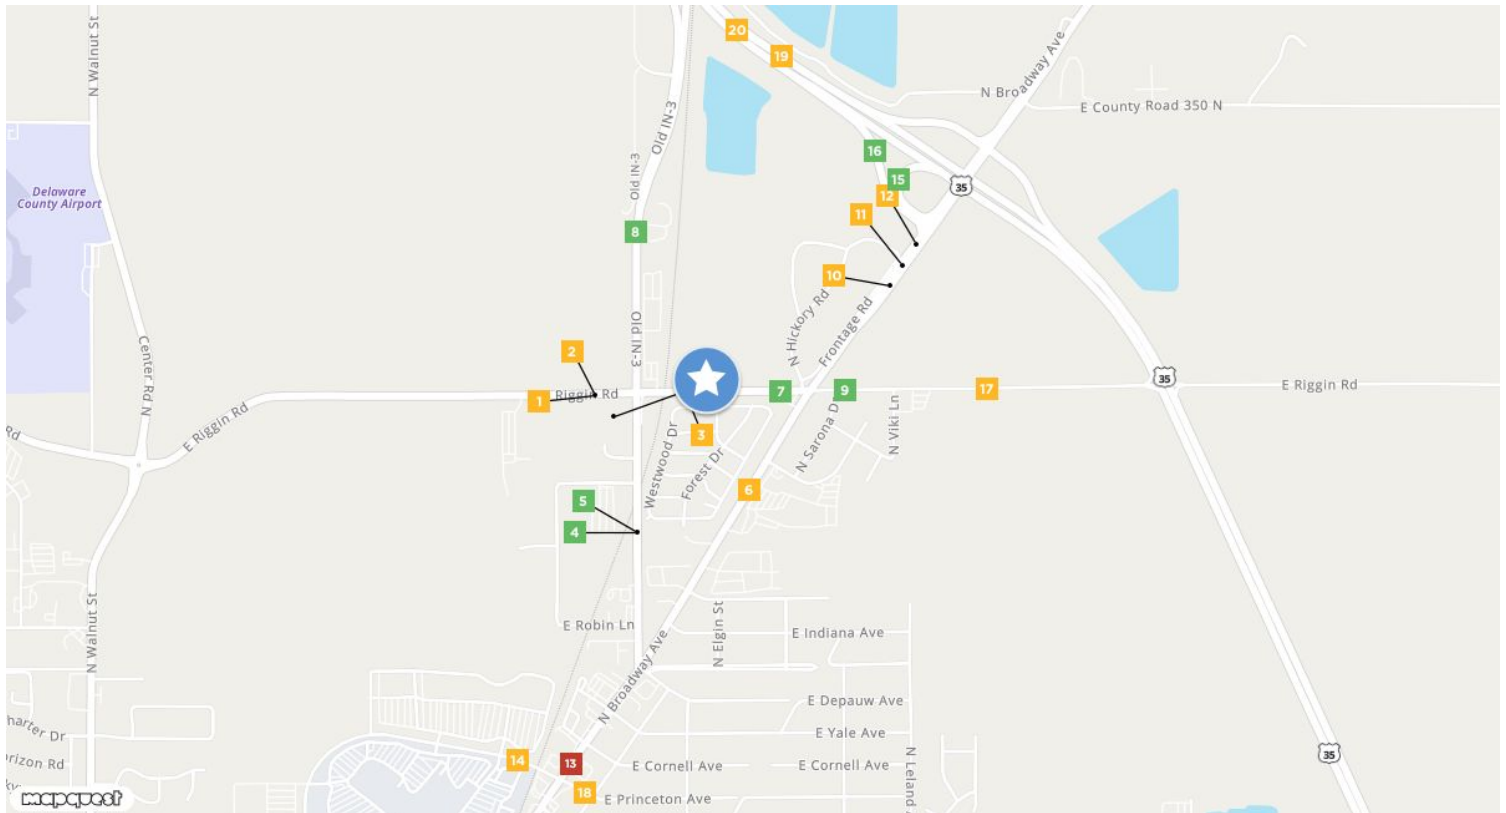 20
19
N Walnut St
N Broadway Ave
E County Road 350 N
Old IN-3
16
Old IN-3
15
35
Delaware
County Airport
12
11
8
10
N Hickory Rd
Frontage Rd
Old IN-3
Center Rd N
2
35
E Riggin Rd
7
9
17
1
Riggin Rd
E Riggin Rd
Rd
3
N Sarona D
N Viki Ln
Westwood Dr
Forest Dr
6
5
4
N Walnut St
E Robin Ln
N Elgin St
E Indiana Ave
N Broadway Ave
E Depauw Ave
harter Dr
E Yale Ave
14
13
E Cornell Ave
E Cornell Ave
N Leland
35
rizon Rd
18
E Princeton Ave
mapquest